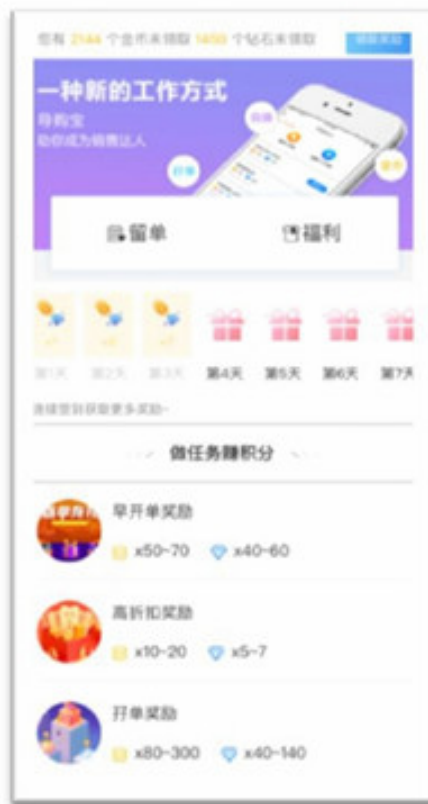 您有 2144 个金币未领取 1400 个钻石未领取
一种新的工作方式
导购宝
助你成为销售达人
留单
福利
第1天 第2天 第3天 第4天 第5天 第6天 第7天
连续签到获取更多奖励~
做任务赚积分
早开单奖励
x50~70 x40~60
高折扣奖励
x10~20 x5~7
孖单奖励
x80~300 x40~140